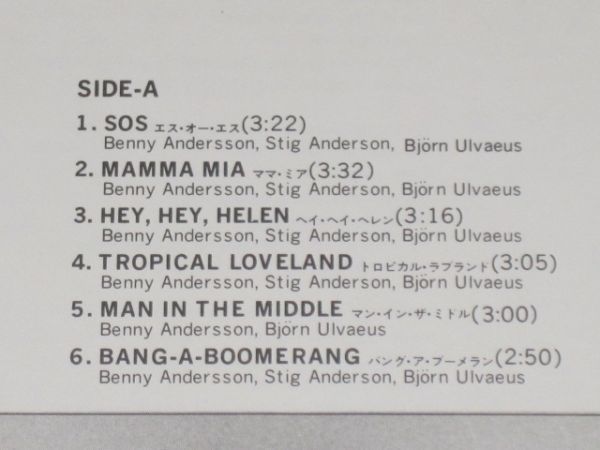 SIDE-A
1. SOS エス・オー・エス(3:22)
Benny Andersson, Stig Anderson, Björn Ulvaeus
2. MAMMA MIA ママ・ミア(3:32)
Benny Andersson, Stig Anderson, Björn Ulvaeus
3. HEY, HEY, HELEN ヘイ・ヘイ・ヘレン(3:16)
Benny Andersson, Stig Anderson, Björn Ulvaeus
4. TROPICAL LOVELAND トロピカル・ラブランド(3:05)
Benny Andersson, Stig Anderson, Björn Ulvaeus
5. MAN IN THE MIDDLE マン・イン・ザ・ミドル(3:00)
Benny Andersson, Björn Ulvaeus
6. BANG-A-BOOMERANG バング・ア・ブーメラン(2:50)
Benny Andersson, Stig Anderson, Björn Ulvaeus